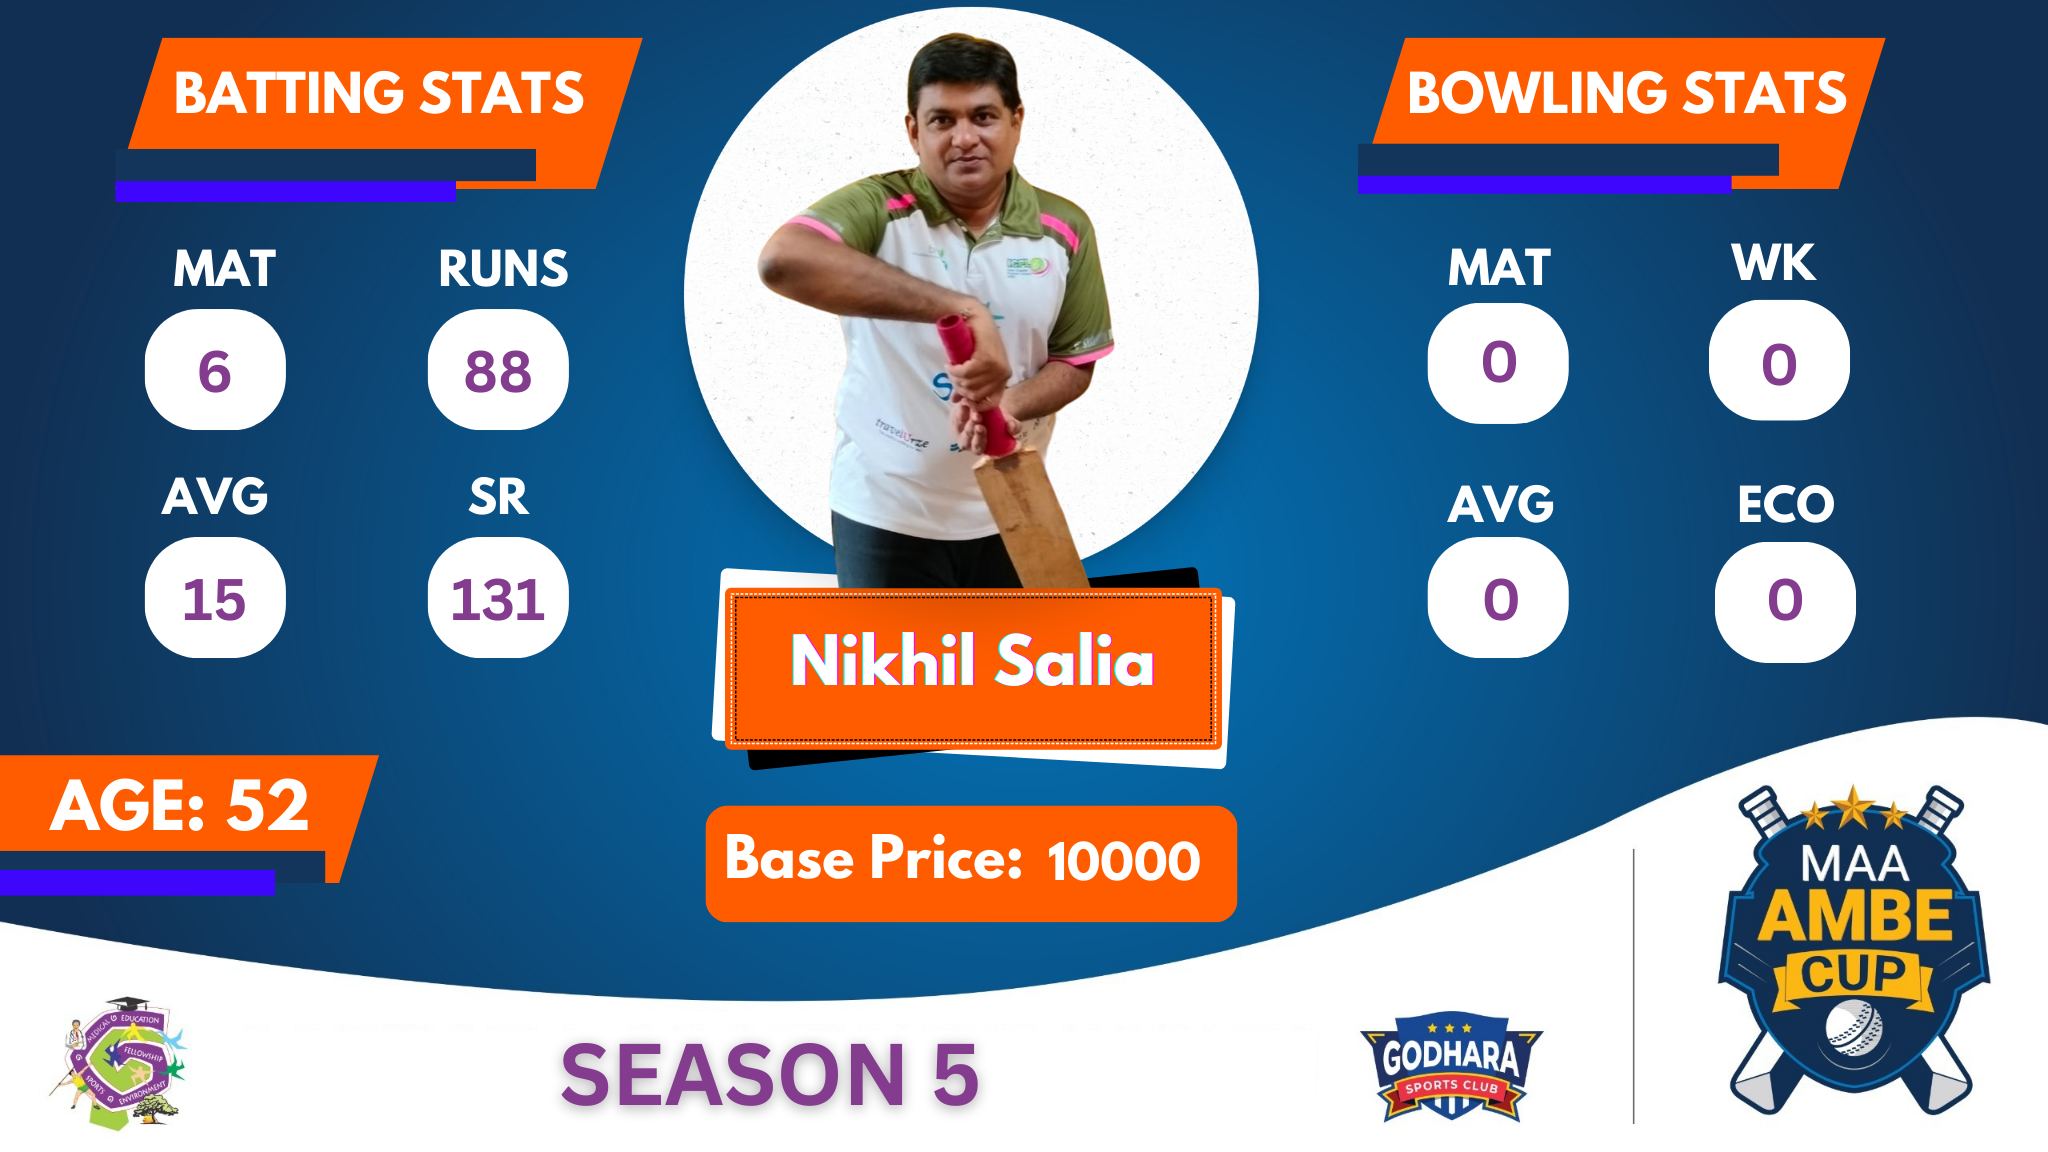 BATTING STATS
BOWLING STATS
MAT
RUNS
6
88
AVG
SR
15
131
MAT
WK
0
0
AVG
ECO
0
0
travel
Nikhil Salia
AGE: 52
Base Price: 10000
MAA
AMBE
CUP
MEDICAL G EDUCATION
FELLOWSHIP
SPORTS G ENVIRONMENT
SEASON 5
GODHARA
SPORTS CLUB